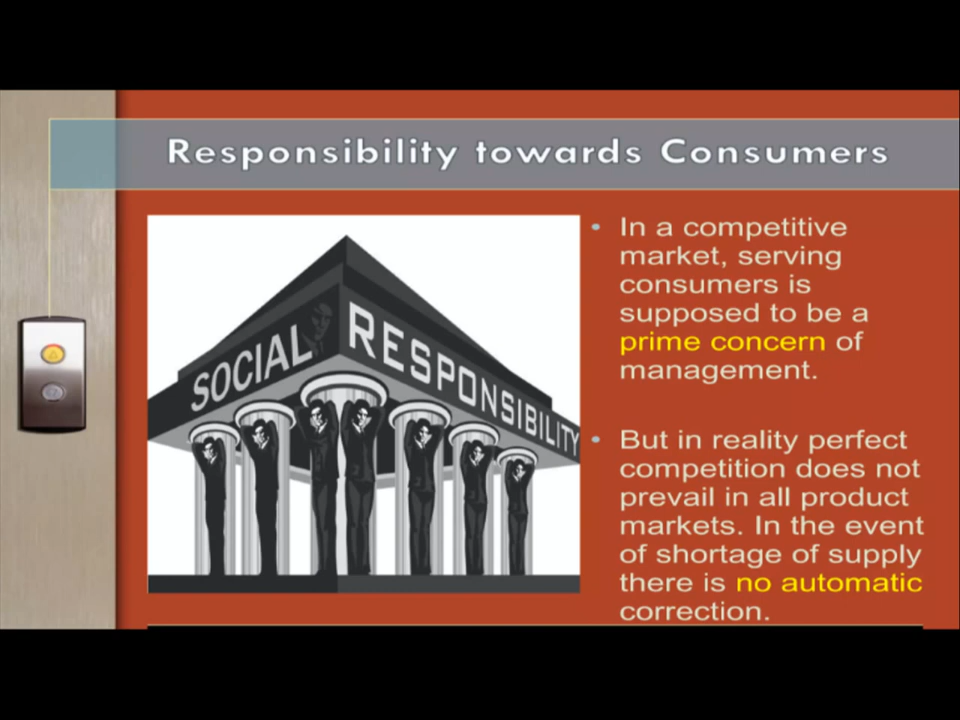 Responsibility towards Consumers
SOCIAL RESPONSIBILITY
• In a competitive
market, serving
consumers is
supposed to be a
prime concern of
management.
• But in reality perfect
competition does not
prevail in all product
markets. In the event
of shortage of supply
there is no automatic
correction.